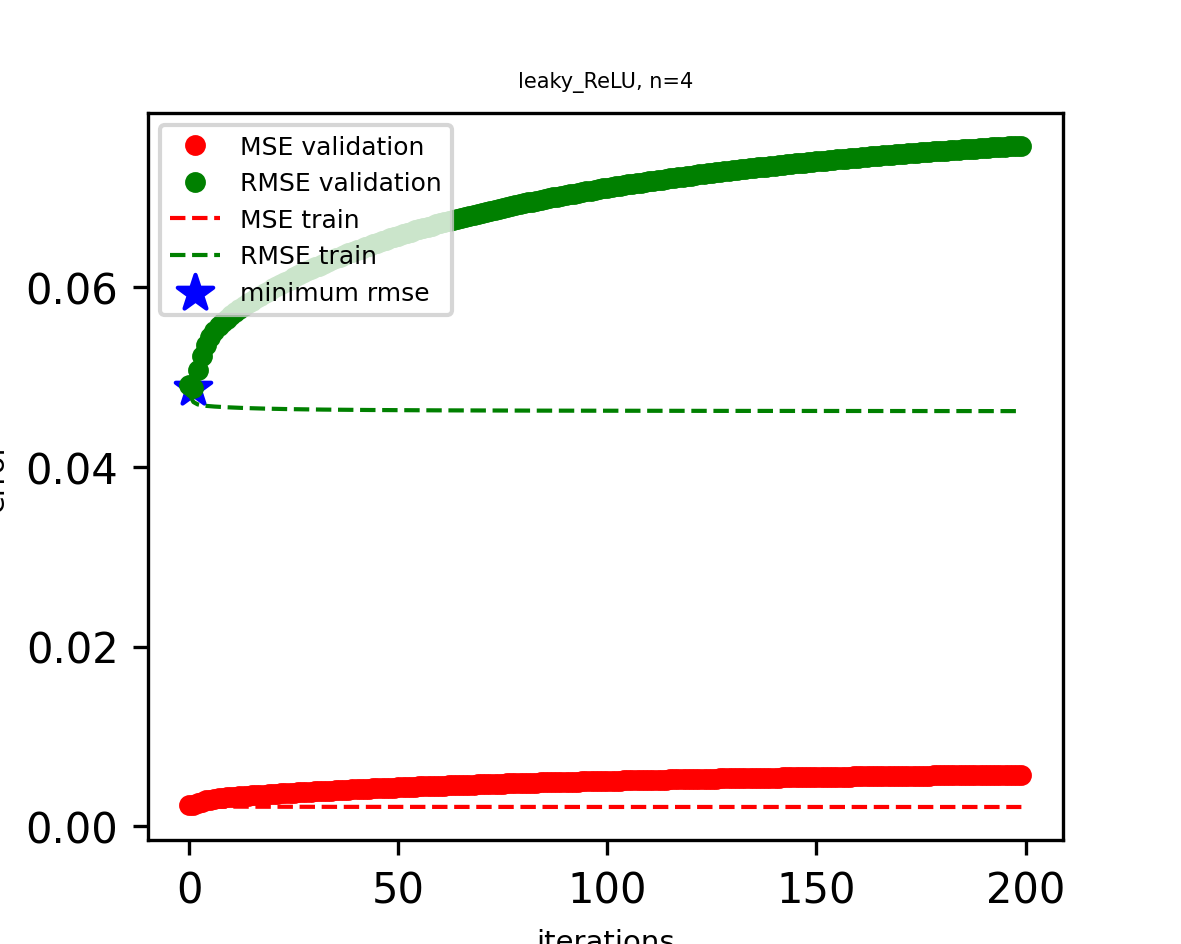 leaky_ReLU, n=4
MSE validation
RMSE validation
MSE train
RMSE train
minimum rmse
0.06
0.04
0.02
0.00
0
50
100
150
200
iterations